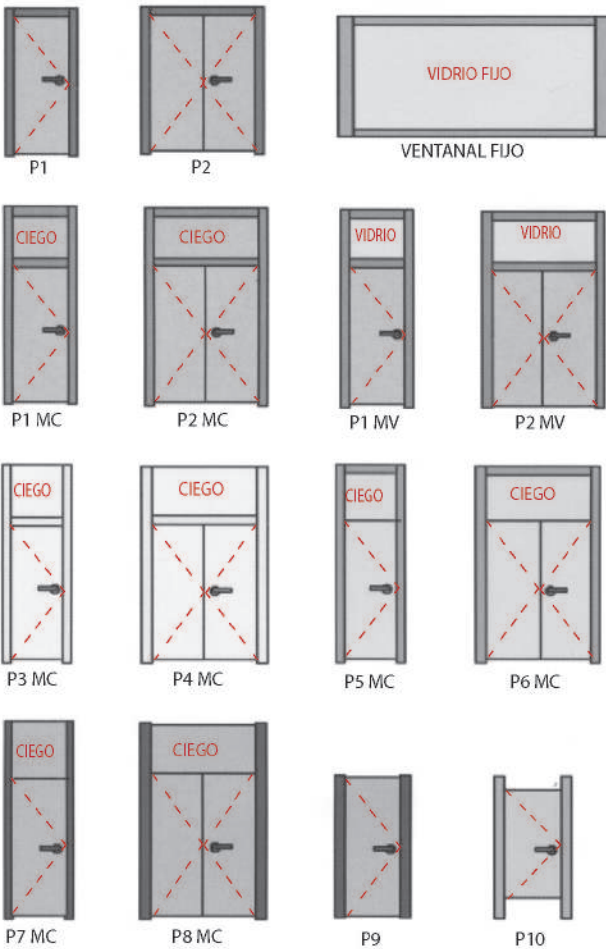 VIDRIO FIJO
P1
P2
VENTANAL FIJO
CIEGO
CIEGO
VIDRIO
VIDRIO
P1 MC
P2 MC
P1 MV
P2 MV
CIEGO
CIEGO
CIEGO
CIEGO
P3 MC
P4 MC
P5 MC
P6 MC
CIEGO
CIEGO
P7 MC
P8 MC
P9
P10